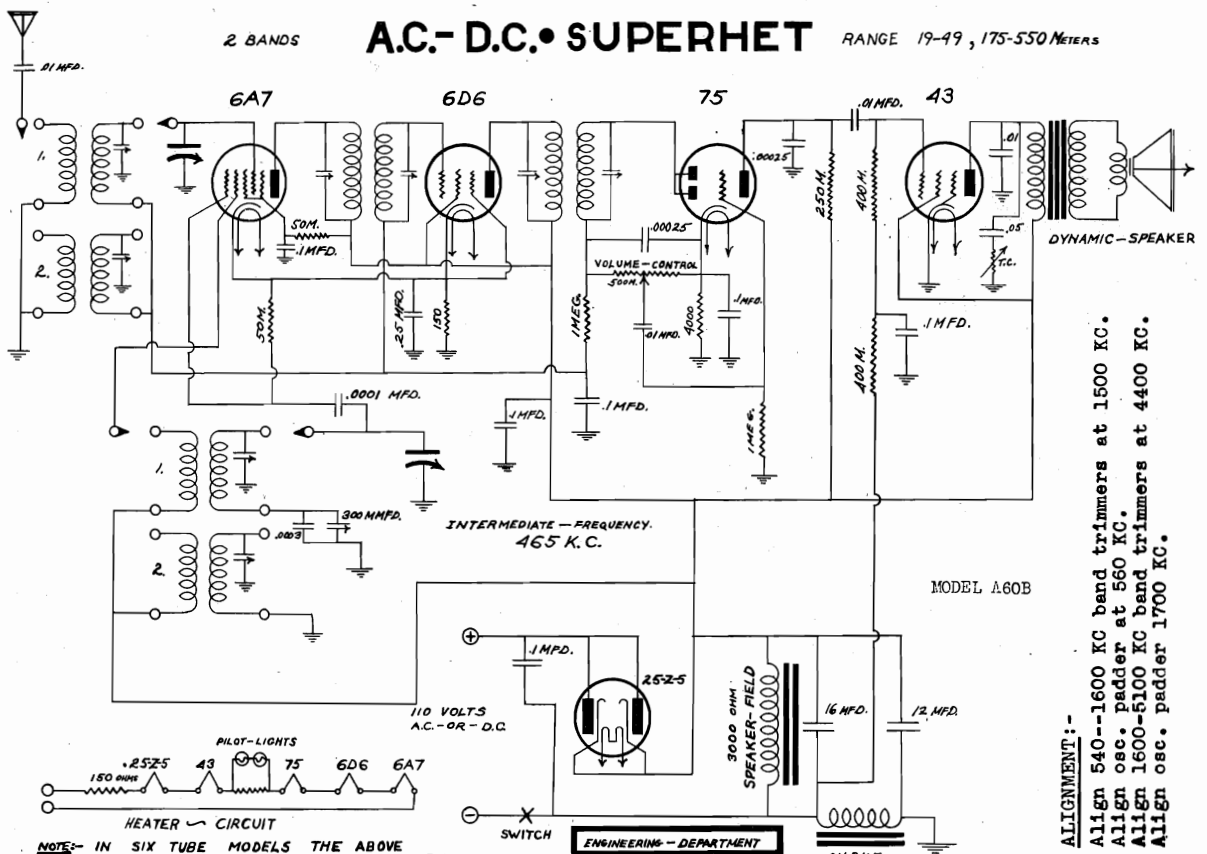 2 BANDS
A.C.- D.C.• SUPERHET
RANGE 19-49, 175-550 METERS
.01 MFD.
6A7
6D6
75
43
.01 MFD.
.00025
.01
1.
2.
250 M.
400 M.
.05
T.C.
DYNAMIC-SPEAKER
50M.
.1 MFD.
.00025
VOLUME-CONTROL
500M.
50M.
.25 MFD.
150
1 MEG.
.01 MFD.
4000
.1 MFD.
.1 MFD.
400 M.
.0001 MFD.
.1 MFD.
.1 MFD.
1 MEG.
1.
2.
.0003
300 MMFD.
INTERMEDIATE-FREQUENCY.
465 K.C.
MODEL A60B
.1 MFD.
25-Z-5
110 VOLTS
A.C.-OR-D.C.
3000 OHM
SPEAKER-FIELD
16 MFD.
12 MFD.
PILOT-LIGHTS
150 OHMS
25-Z-5
43
75
6D6
6A7
HEATER ~ CIRCUIT
SWITCH
ENGINEERING - DEPARTMENT
NOTE:- IN SIX TUBE MODELS THE ABOVE
ALIGNMENT:-
Align 540--1600 KC band trimmers at 1500 KC.
Align osc. padder at 560 KC.
Align 1600-5100 KC band trimmers at 4400 KC.
Align osc. padder 1700 KC.